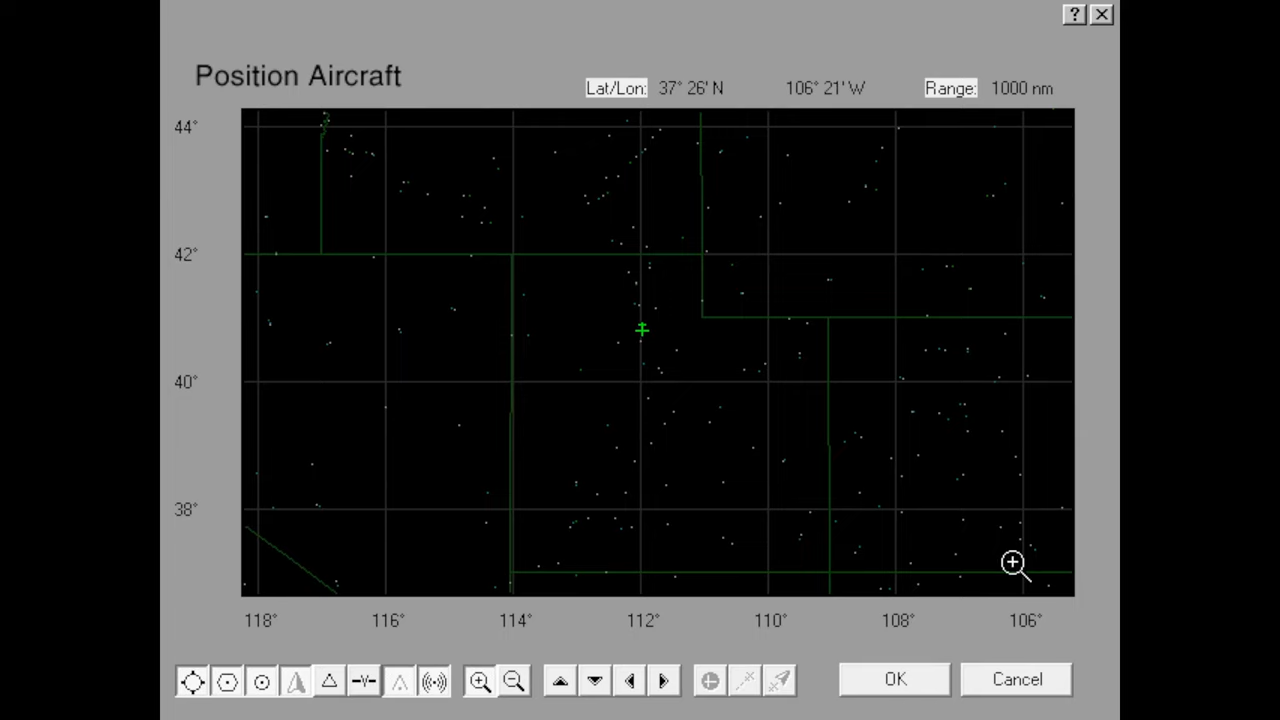 Position Aircraft
Lat/Lon: 37° 26' N 106° 21' W Range: 1000 nm
44°
42°
40°
38°
118° 116° 114° 112° 110° 108° 106°
OK Cancel